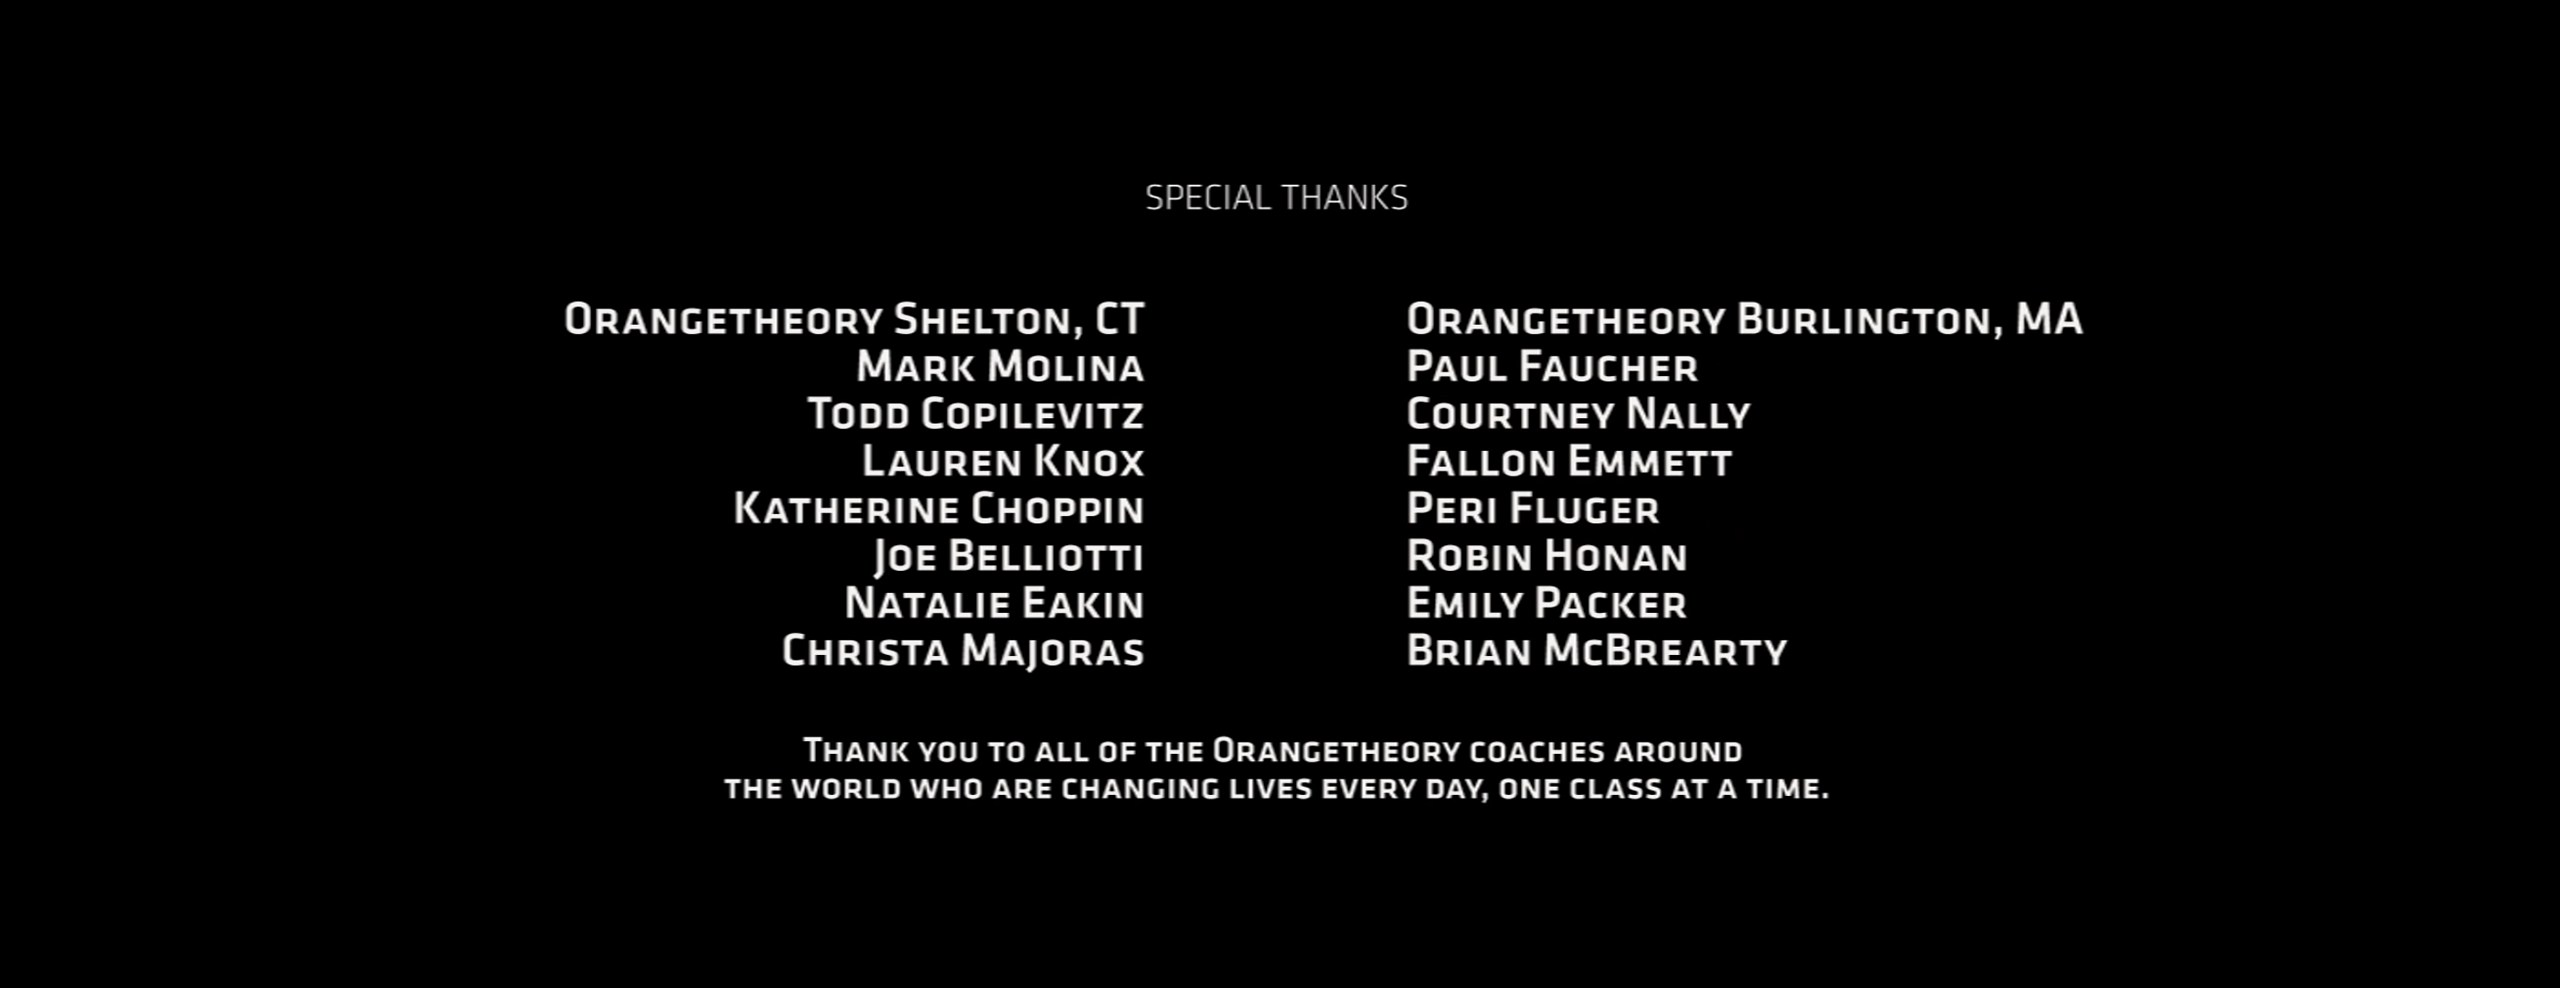 SPECIAL THANKS
Orangetheory Shelton, CT
Mark Molina
Todd Copilevitz
Lauren Knox
Katherine Choppin
Joe Belliotti
Natalie Eakin
Christa Majoras
Orangetheory Burlington, MA
Paul Faucher
Courtney Nally
Fallon Emmett
Peri Fluger
Robin Honan
Emily Packer
Brian McBrearty
Thank you to all of the Orangetheory coaches around
the world who are changing lives every day, one class at a time.